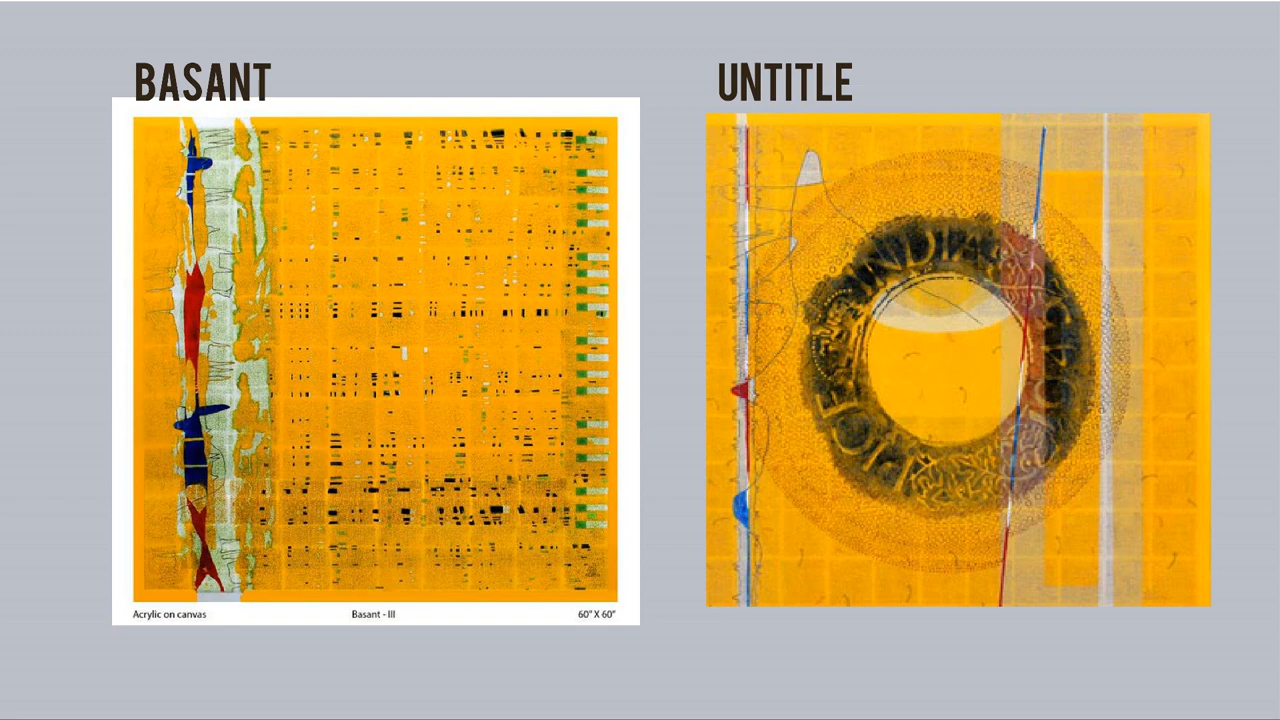 BASANT
UNTITLE
Acrylic on canvas
Basant - III
60" X 60"